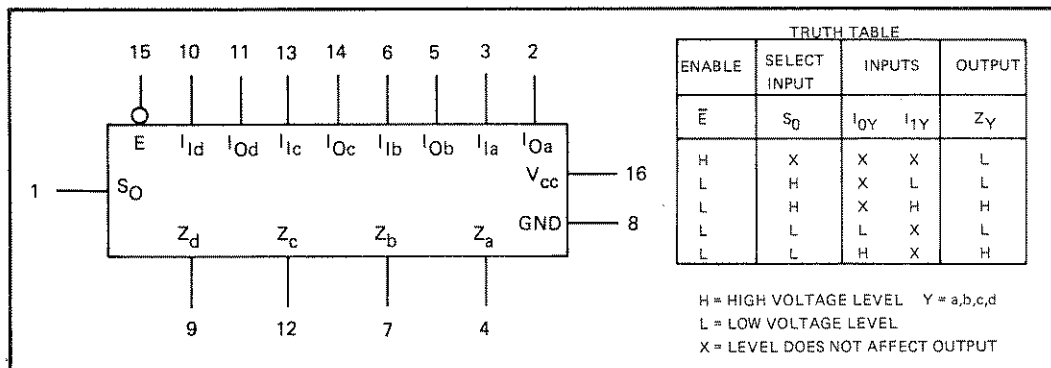 15 10 11 13 14 6 5 3 2
E I1d I0d I1c I0c I1b I0b I1a I0a
Vcc 16
1 S0
GND 8
Zd Zc Zb Za
9 12 7 4
TRUTH TABLE
ENABLE SELECT INPUT INPUTS OUTPUT
E̅ S0 I0Y I1Y ZY
H X X X L
L H X L L
L H X H H
L L L X L
L L H X H
H = HIGH VOLTAGE LEVEL Y = a,b,c,d
L = LOW VOLTAGE LEVEL
X = LEVEL DOES NOT AFFECT OUTPUT